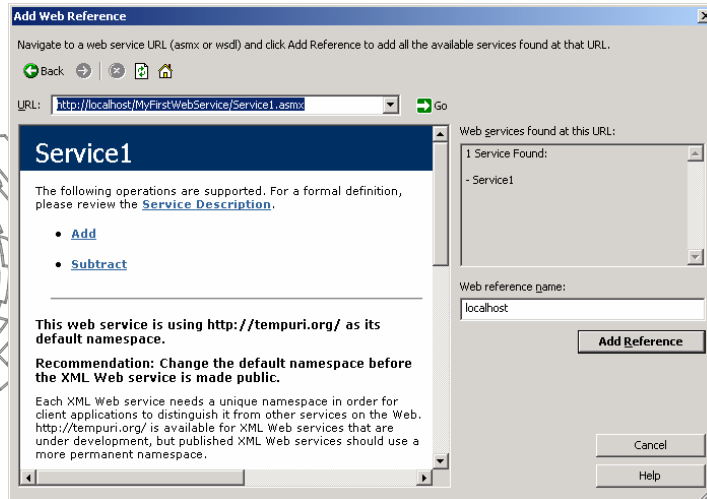 Add Web Reference
Navigate to a web service URL (asmx or wsdl) and click Add Reference to add all the available services found at that URL.
Back
URL: http://localhost/MyFirstWebService/Service1.asmx Go
Web services found at this URL:
1 Service Found:
- Service1
Service1
The following operations are supported. For a formal definition,
please review the Service Description.
• Add
• Subtract
This web service is using http://tempuri.org/ as its
default namespace.
Recommendation: Change the default namespace before
the XML Web service is made public.
Each XML Web service needs a unique namespace in order for
client applications to distinguish it from other services on the Web.
http://tempuri.org/ is available for XML Web services that are
under development, but published XML Web services should use a
more permanent namespace.
Web reference name:
localhost
Add Reference
Cancel
Help